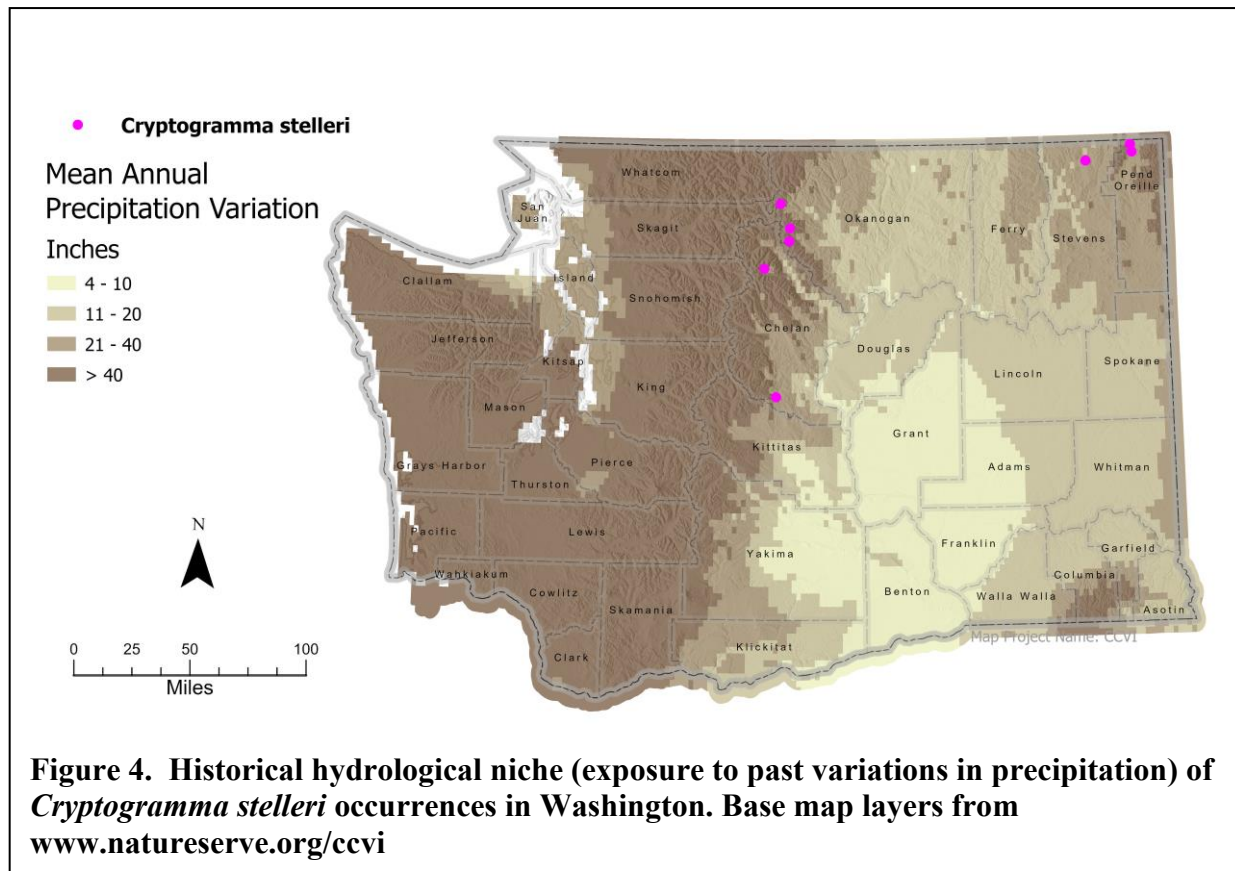 Cryptogramma stelleri
Mean Annual
Precipitation Variation
Inches
4 - 10
11 - 20
21 - 40
> 40
Whatcom
San
Juan
Skagit
Okanogan
Ferry
Stevens
Pend
Oreille
Clallam
Island
Snohomish
Chelan
Jefferson
Kitsap
King
Douglas
Lincoln
Spokane
Mason
Grant
Kittitas
Adams
Whitman
Grays Harbor
Thurston
Pierce
Pacific
Lewis
Yakima
Franklin
Garfield
Columbia
Wahkiakum
Cowlitz
Skamania
Benton
Walla Walla
Asotin
Map Project Name: CCVI
Klickitat
Clark
N
0 25 50 100
Miles
Figure 4. Historical hydrological niche (exposure to past variations in precipitation) of
Cryptogramma stelleri occurrences in Washington. Base map layers from
www.natureserve.org/ccvi